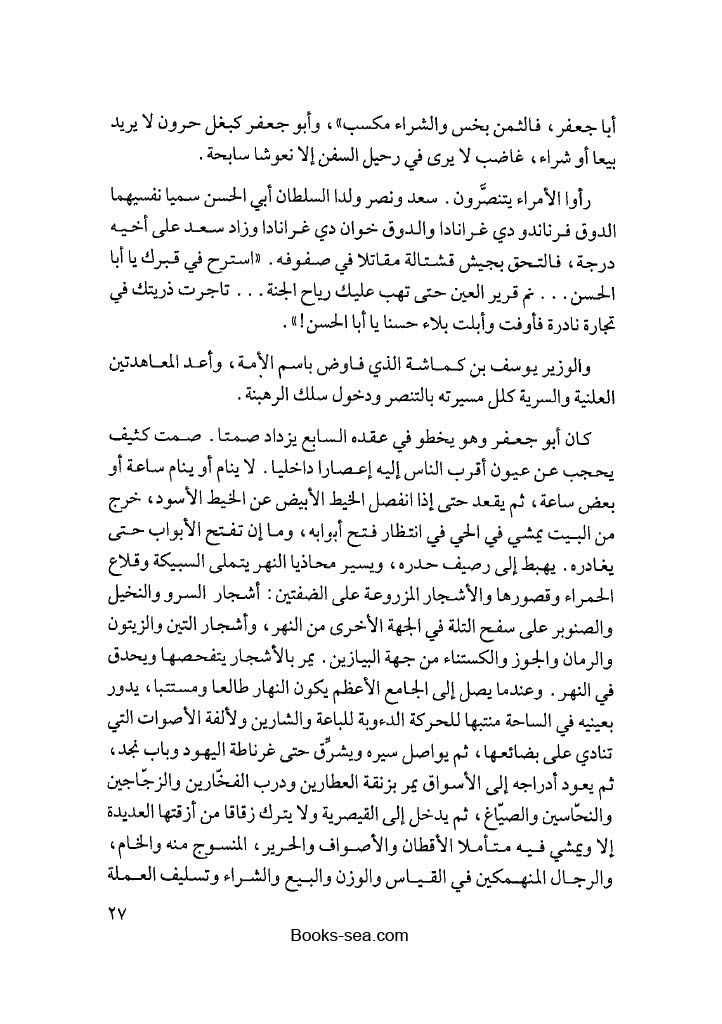 أبا جعفر، فالثمن بخس والشراء مكسب»، وأبو جعفر كبغل حرون لا يريد
بيعا أو شراء، غاضب لا يرى في رحيل السفن إلا نعوشا سابحة.
رأوا الأمراء يتنصَّرون. سعد ونصر ولدا السلطان أبي الحسن سميا نفسيهما
الدوق فرناندو دي غرانادا والدوق خوان دي غرانادا وزاد سعد على أخيه
درجة، فالتحق بجيش قشتالة مقاتلا في صفوفه. «استرح في قبرك يا أبا
الحسن... نم قرير العين حتى تهب عليك رياح الجنة... تاجرت ذريتك في
تجارة نادرة فأوفت وأبلت بلاء حسنا يا أبا الحسن!».
والوزير يوسف بن كماشة الذي فاوض باسم الأمة، وأعد المعاهدتين
العلنية والسرية كلل مسيرته بالتنصر ودخول سلك الرهبنة.
كان أبو جعفر وهو يخطو في عقده السابع يزداد صمتا. صمت كثيف
يحجب عن عيون أقرب الناس إليه إعصارا داخليا. لا ينام أو ينام ساعة أو
بعض ساعة، ثم يقعد حتى إذا انفصل الخيط الأبيض عن الخيط الأسود، خرج
من البيت يمشي في الحي في انتظار فتح أبوابه، وما إن تفتح الأبواب حتى
يغادره. يهبط إلى رصيف حدره، ويسير محاذيا النهر يتملى السبيكة وقلاع
الحمراء وقصورها والأشجار المزروعة على الضفتين: أشجار السرو والنخيل
والصنوبر على سفح التلة في الجهة الأخرى من النهر، وأشجار التين والزيتون
والرمان والجوز والكستناء من جهة البيازين. يمر بالأشجار يتفحصها ويحدق
في النهر. وعندما يصل إلى الجامع الأعظم يكون النهار طالعا ومستتبا، يدور
بعينيه في الساحة منتبها للحركة الدءوبة للباعة والشارين ولألفة الأصوات التي
تنادي على بضائعها، ثم يواصل سيره ويشرِّق حتى غرناطة اليهود وباب نجد،
ثم يعود أدراجه إلى الأسواق يمر بزنقة العطارين ودرب الفخّارين والزجّاجين
والنحّاسين والصيّاغ، ثم يدخل إلى القيصرية ولا يترك زقاقا من أزقتها العديدة
إلا ويمشي فيه متأملا الأقطان والأصواف والحرير، المنسوج منه والخام،
والرجال المنهمكين في القياس والوزن والبيع والشراء وتسليف العملة
٢٧
Books-sea.com